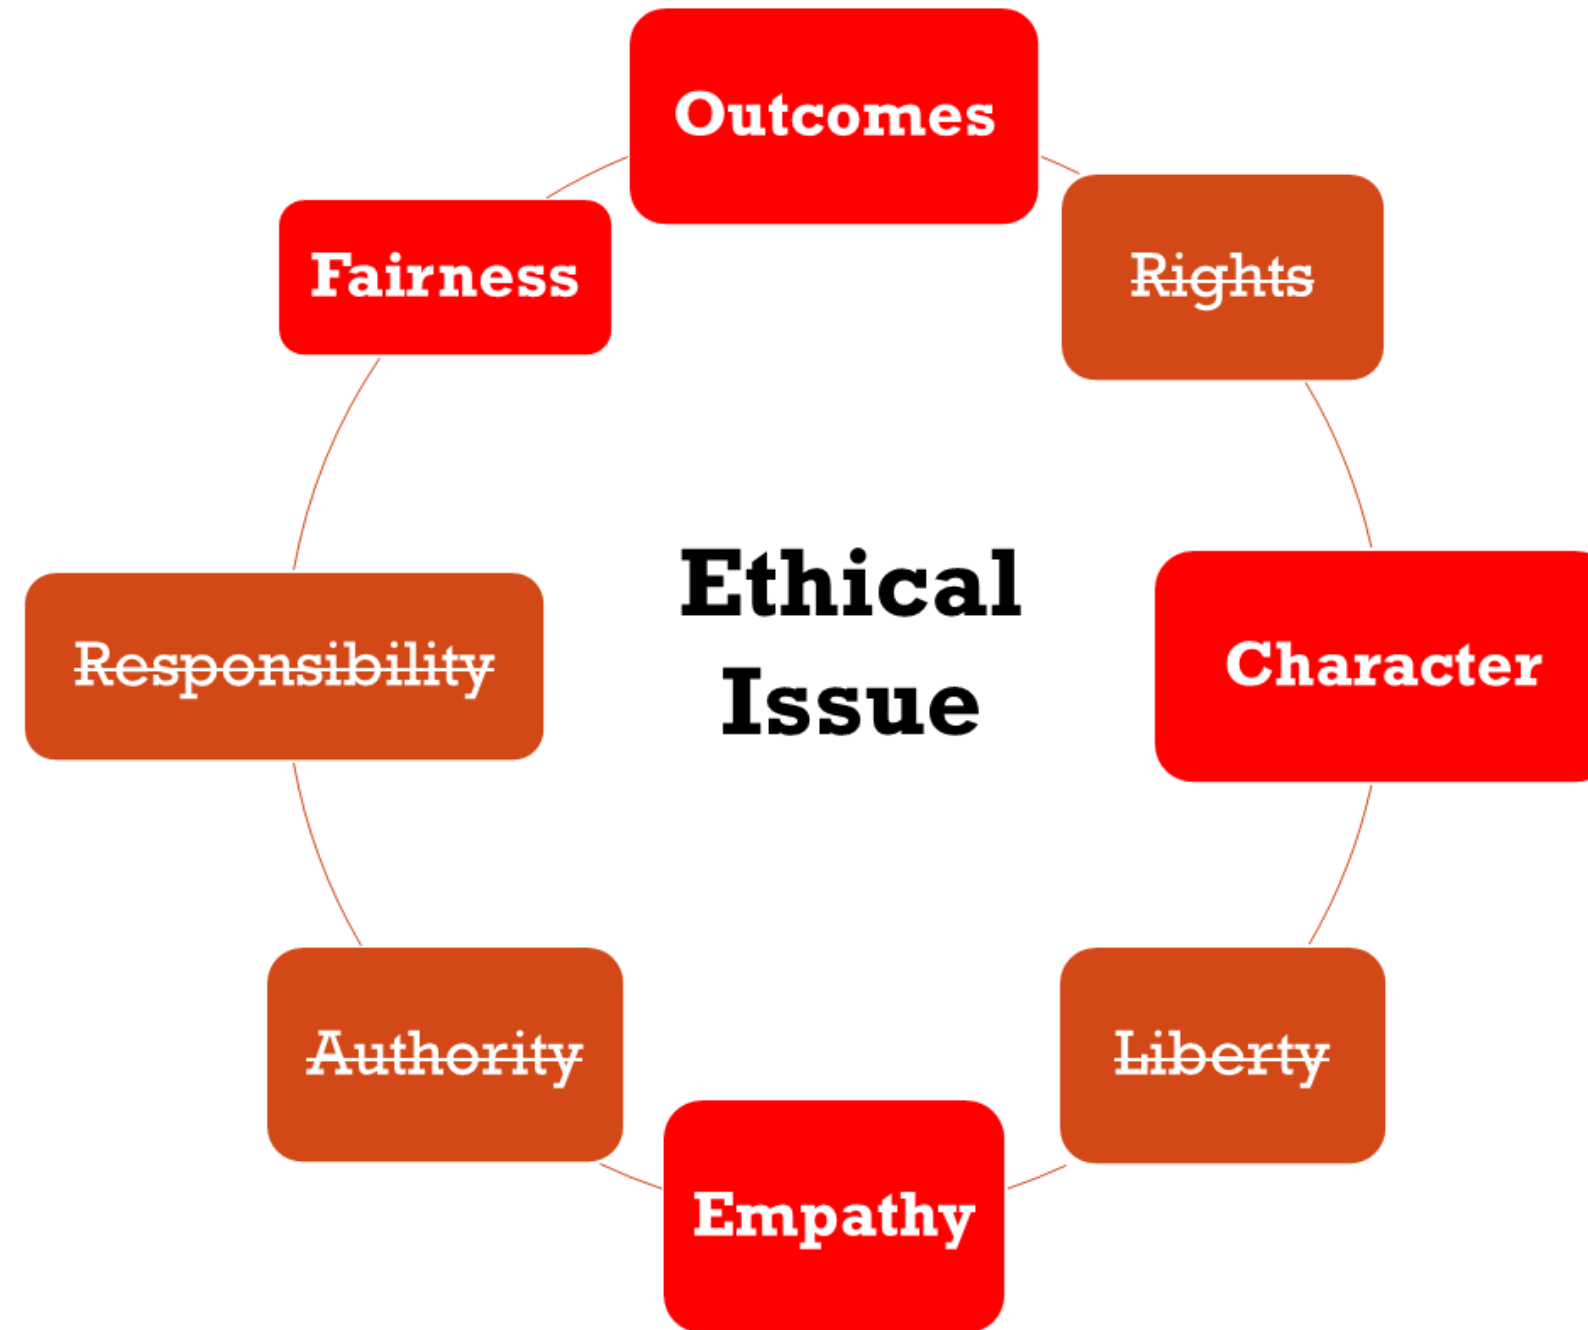 Outcomes
Rights
Fairness
Ethical
Issue
Responsibility
Character
Authority
Liberty
Empathy